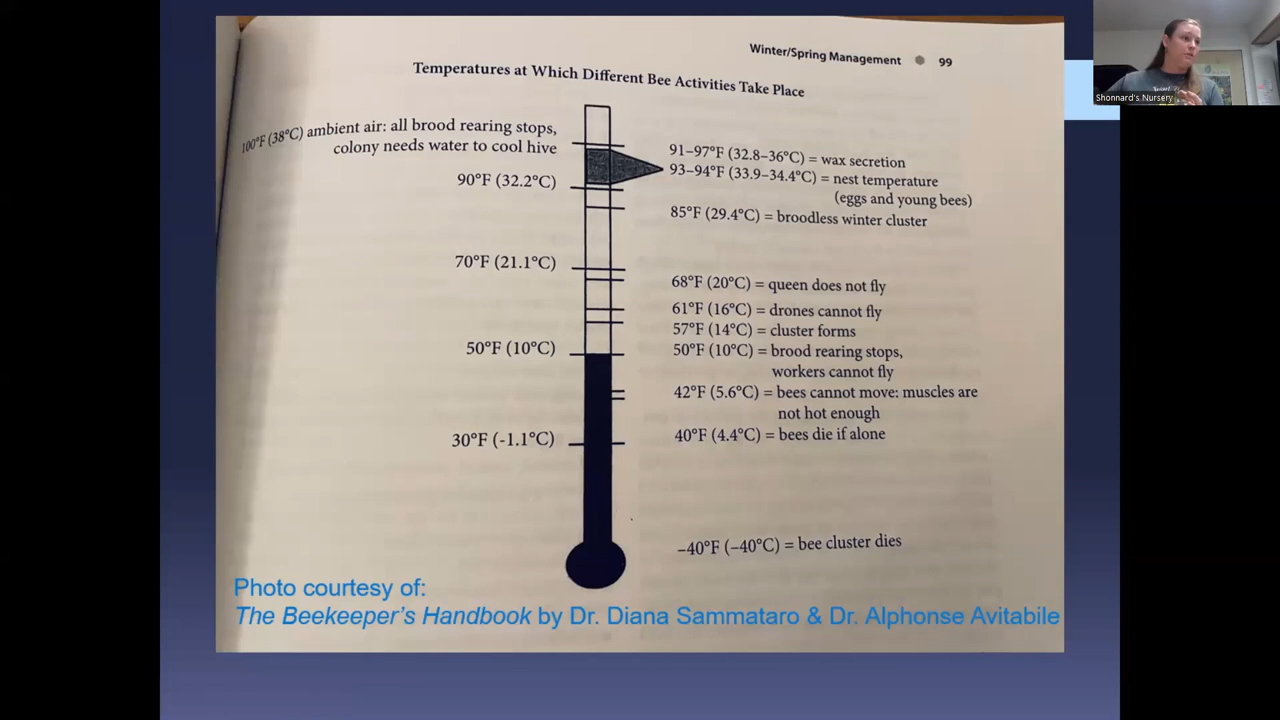 Winter/Spring Management ● 99
Temperatures at Which Different Bee Activities Take Place
100°F (38°C) ambient air: all brood rearing stops,
colony needs water to cool hive
90°F (32.2°C)
70°F (21.1°C)
50°F (10°C)
30°F (-1.1°C)
91–97°F (32.8–36°C) = wax secretion
93–94°F (33.9–34.4°C) = nest temperature
(eggs and young bees)
85°F (29.4°C) = broodless winter cluster
68°F (20°C) = queen does not fly
61°F (16°C) = drones cannot fly
57°F (14°C) = cluster forms
50°F (10°C) = brood rearing stops,
workers cannot fly
42°F (5.6°C) = bees cannot move: muscles are
not hot enough
40°F (4.4°C) = bees die if alone
–40°F (–40°C) = bee cluster dies
Photo courtesy of:
The Beekeeper's Handbook by Dr. Diana Sammataro & Dr. Alphonse Avitabile
Shonnard's Nursery